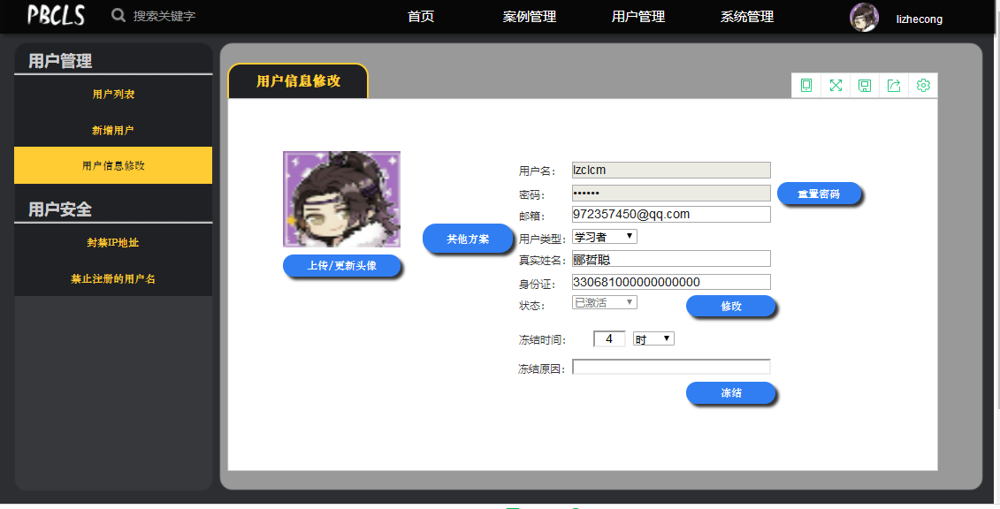 PBCLS
搜索关键字
首页
案例管理
用户管理
系统管理
lizhecong
用户管理
用户列表
新增用户
用户信息修改
用户安全
封禁IP地址
禁止注册的用户名
用户信息修改
上传/更新头像
其他方案
用户名： lzclcm
密码： ••••••
重置密码
邮箱： 972357450@qq.com
用户类型： 学习者
真实姓名： 郦哲聪
身份证： 330681000000000000
状态： 已激活
修改
冻结时间： 4 时
冻结原因：
冻结